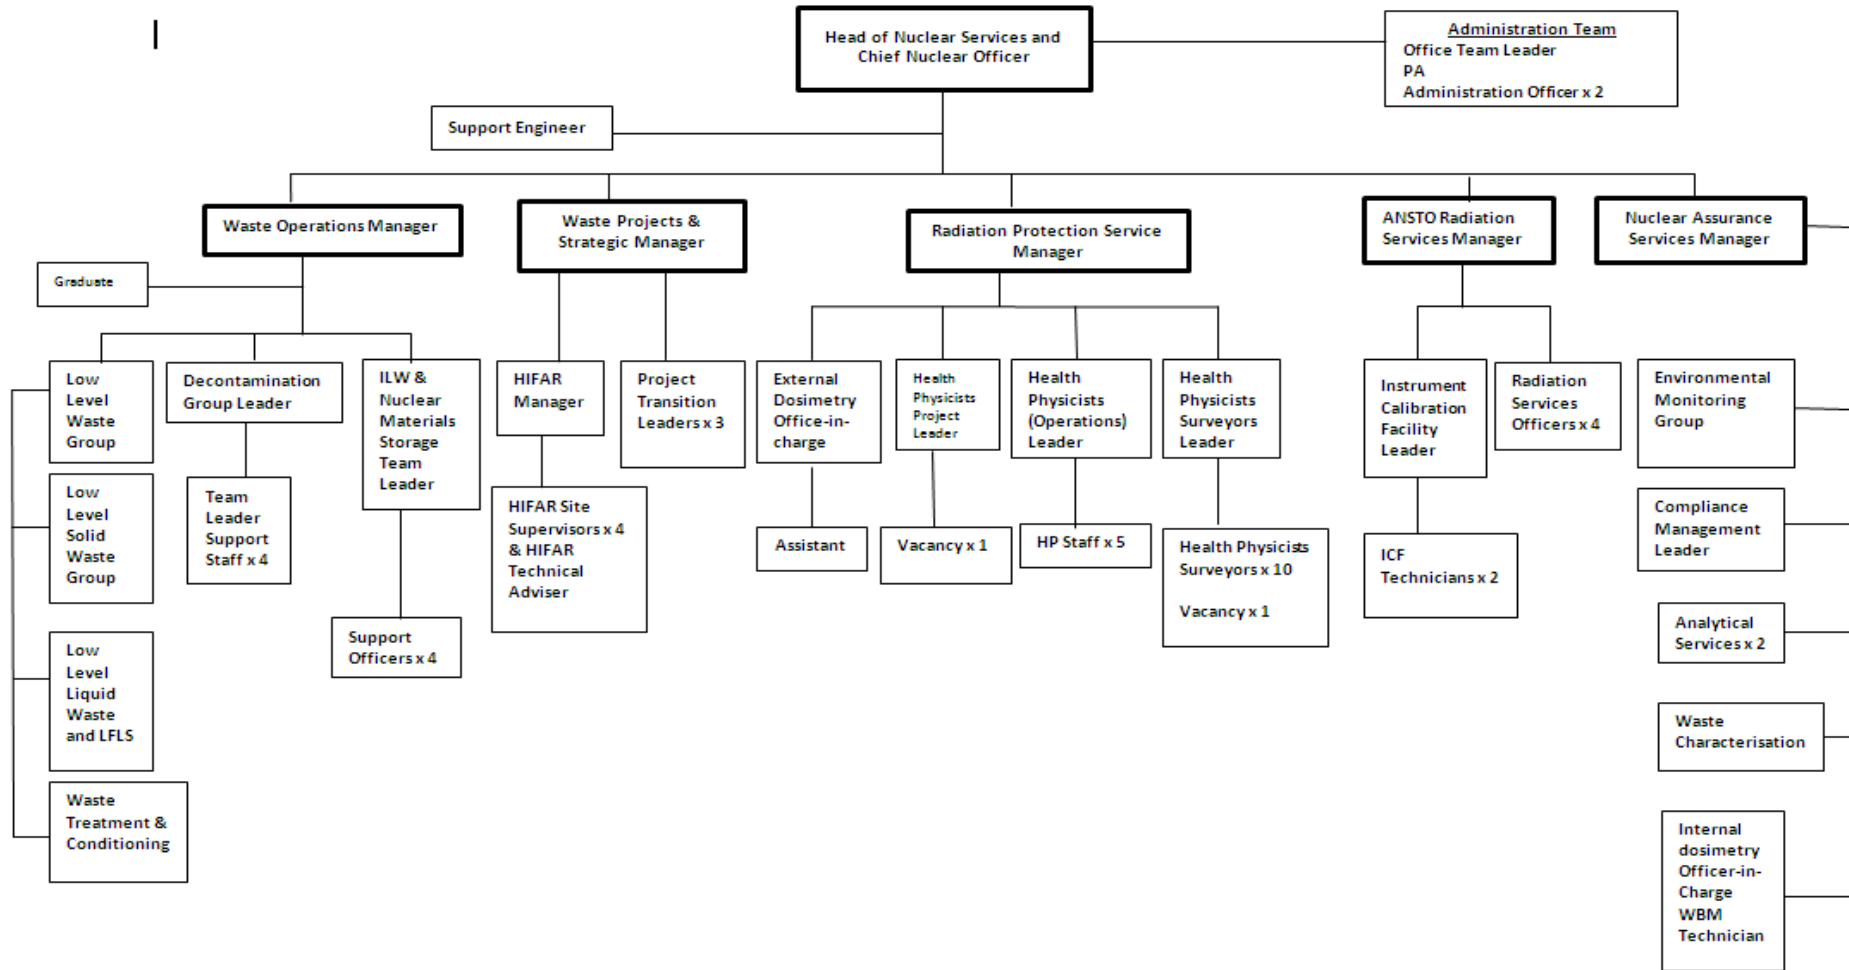 Head of Nuclear Services and
Chief Nuclear Officer
Administration Team
Office Team Leader
PA
Administration Officer x 2
Support Engineer
Waste Operations Manager
Waste Projects &
Strategic Manager
Radiation Protection Service
Manager
ANSTO Radiation
Services Manager
Nuclear Assurance
Services Manager
Graduate
Low
Level
Waste
Group
Decontamination
Group Leader
ILW &
Nuclear
Materials
Storage
Team
Leader
HIFAR
Manager
Project
Transition
Leaders x 3
External
Dosimetry
Office-in-
charge
Health
Physicists
Project
Leader
Health
Physicists
(Operations)
Leader
Health
Physicists
Surveyors
Leader
Instrument
Calibration
Facility
Leader
Radiation
Services
Officers x 4
Environmental
Monitoring
Group
Low
Level
Solid
Waste
Group
Team
Leader
Support
Staff x 4
HIFAR Site
Supervisors x 4
& HIFAR
Technical
Adviser
Assistant
Vacancy x 1
HP Staff x 5
Health Physicists
Surveyors x 10
Vacancy x 1
ICF
Technicians x 2
Compliance
Management
Leader
Low
Level
Liquid
Waste
and LFLS
Support
Officers x 4
Analytical
Services x 2
Waste
Characterisation
Waste
Treatment &
Conditioning
Internal
dosimetry
Officer-in-
Charge
WBM
Technician